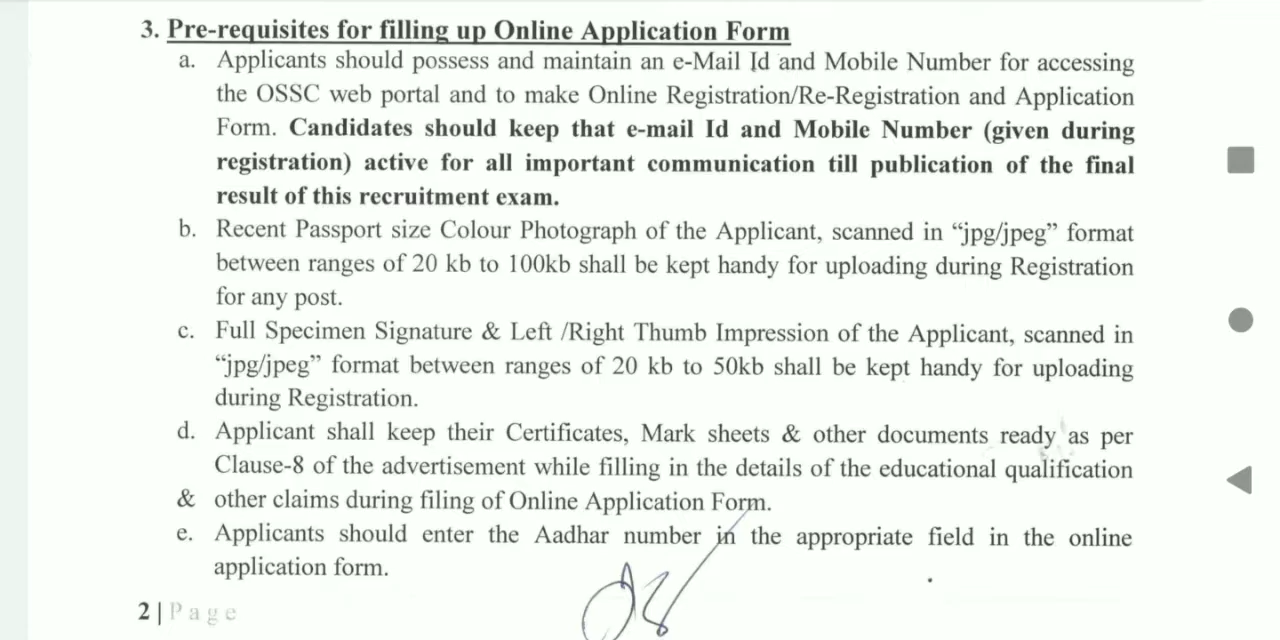 3. Pre-requisites for filling up Online Application Form
a. Applicants should possess and maintain an e-Mail Id and Mobile Number for accessing
the OSSC web portal and to make Online Registration/Re-Registration and Application
Form. Candidates should keep that e-mail Id and Mobile Number (given during
registration) active for all important communication till publication of the final
result of this recruitment exam.
b. Recent Passport size Colour Photograph of the Applicant, scanned in “jpg/jpeg” format
between ranges of 20 kb to 100kb shall be kept handy for uploading during Registration
for any post.
c. Full Specimen Signature & Left /Right Thumb Impression of the Applicant, scanned in
“jpg/jpeg” format between ranges of 20 kb to 50kb shall be kept handy for uploading
during Registration.
d. Applicant shall keep their Certificates, Mark sheets & other documents ready as per
Clause-8 of the advertisement while filling in the details of the educational qualification
& other claims during filing of Online Application Form.
e. Applicants should enter the Aadhar number in the appropriate field in the online
application form.
2 | Page